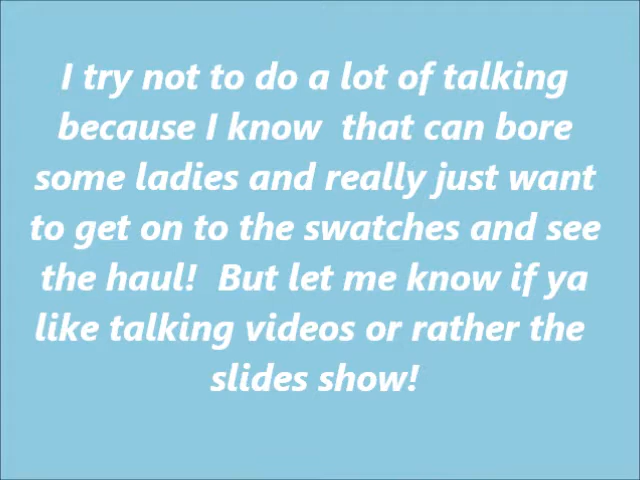 I try not to do a lot of talking
because I know  that can bore
some ladies and really just want
to get on to the swatches and see
the haul!  But let me know if ya
like talking videos or rather the
slides show!